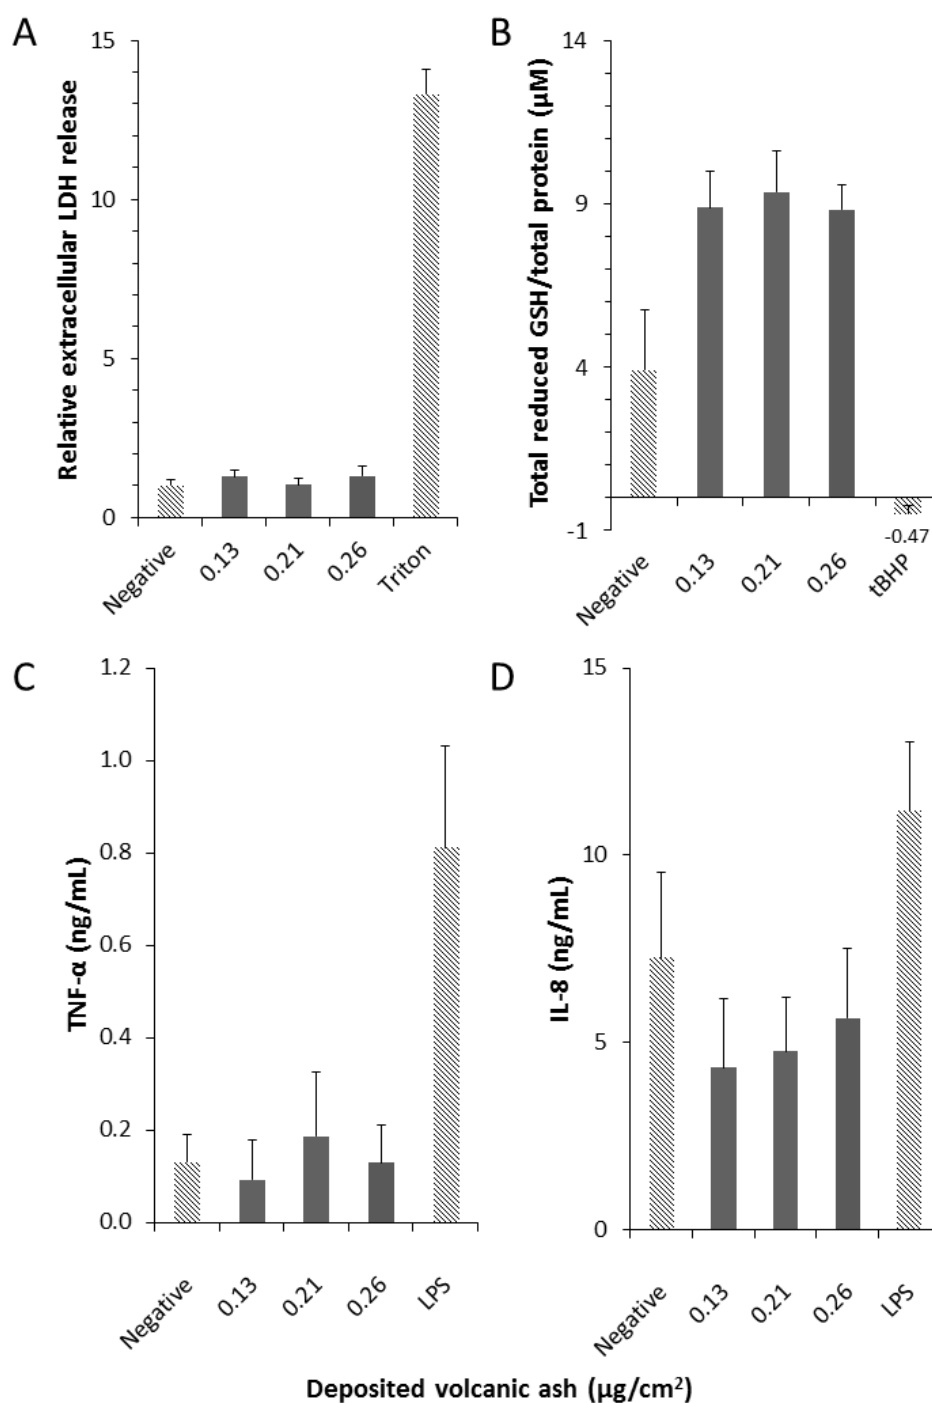 A
Relative extracellular LDH release
15
10
5
0
Negative
0.13
0.21
0.26
Triton
B
Total reduced GSH/total protein (µM)
14
9
4
-1
-0.47
Negative
0.13
0.21
0.26
tBHP
C
TNF-α (ng/mL)
1.2
1.0
0.8
0.6
0.4
0.2
0.0
Negative
0.13
0.21
0.26
LPS
D
IL-8 (ng/mL)
15
10
5
0
Negative
0.13
0.21
0.26
LPS
Deposited volcanic ash (µg/cm²)